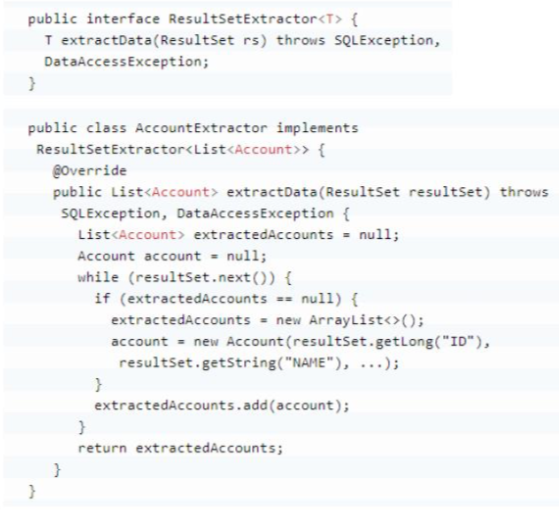 public interface ResultSetExtractor<T> {
T extractData(ResultSet rs) throws SQLException,
DataAccessException;
}
public class AccountExtractor implements
ResultSetExtractor<List<Account>> {
@Override
public List<Account> extractData(ResultSet resultSet) throws
SQLException, DataAccessException {
List<Account> extractedAccounts = null;
Account account = null;
while (resultSet.next()) {
if (extractedAccounts == null) {
extractedAccounts = new ArrayList<>();
account = new Account(resultSet.getLong("ID"),
resultSet.getString("NAME"), ...);
}
extractedAccounts.add(account);
}
return extractedAccounts;
}
}